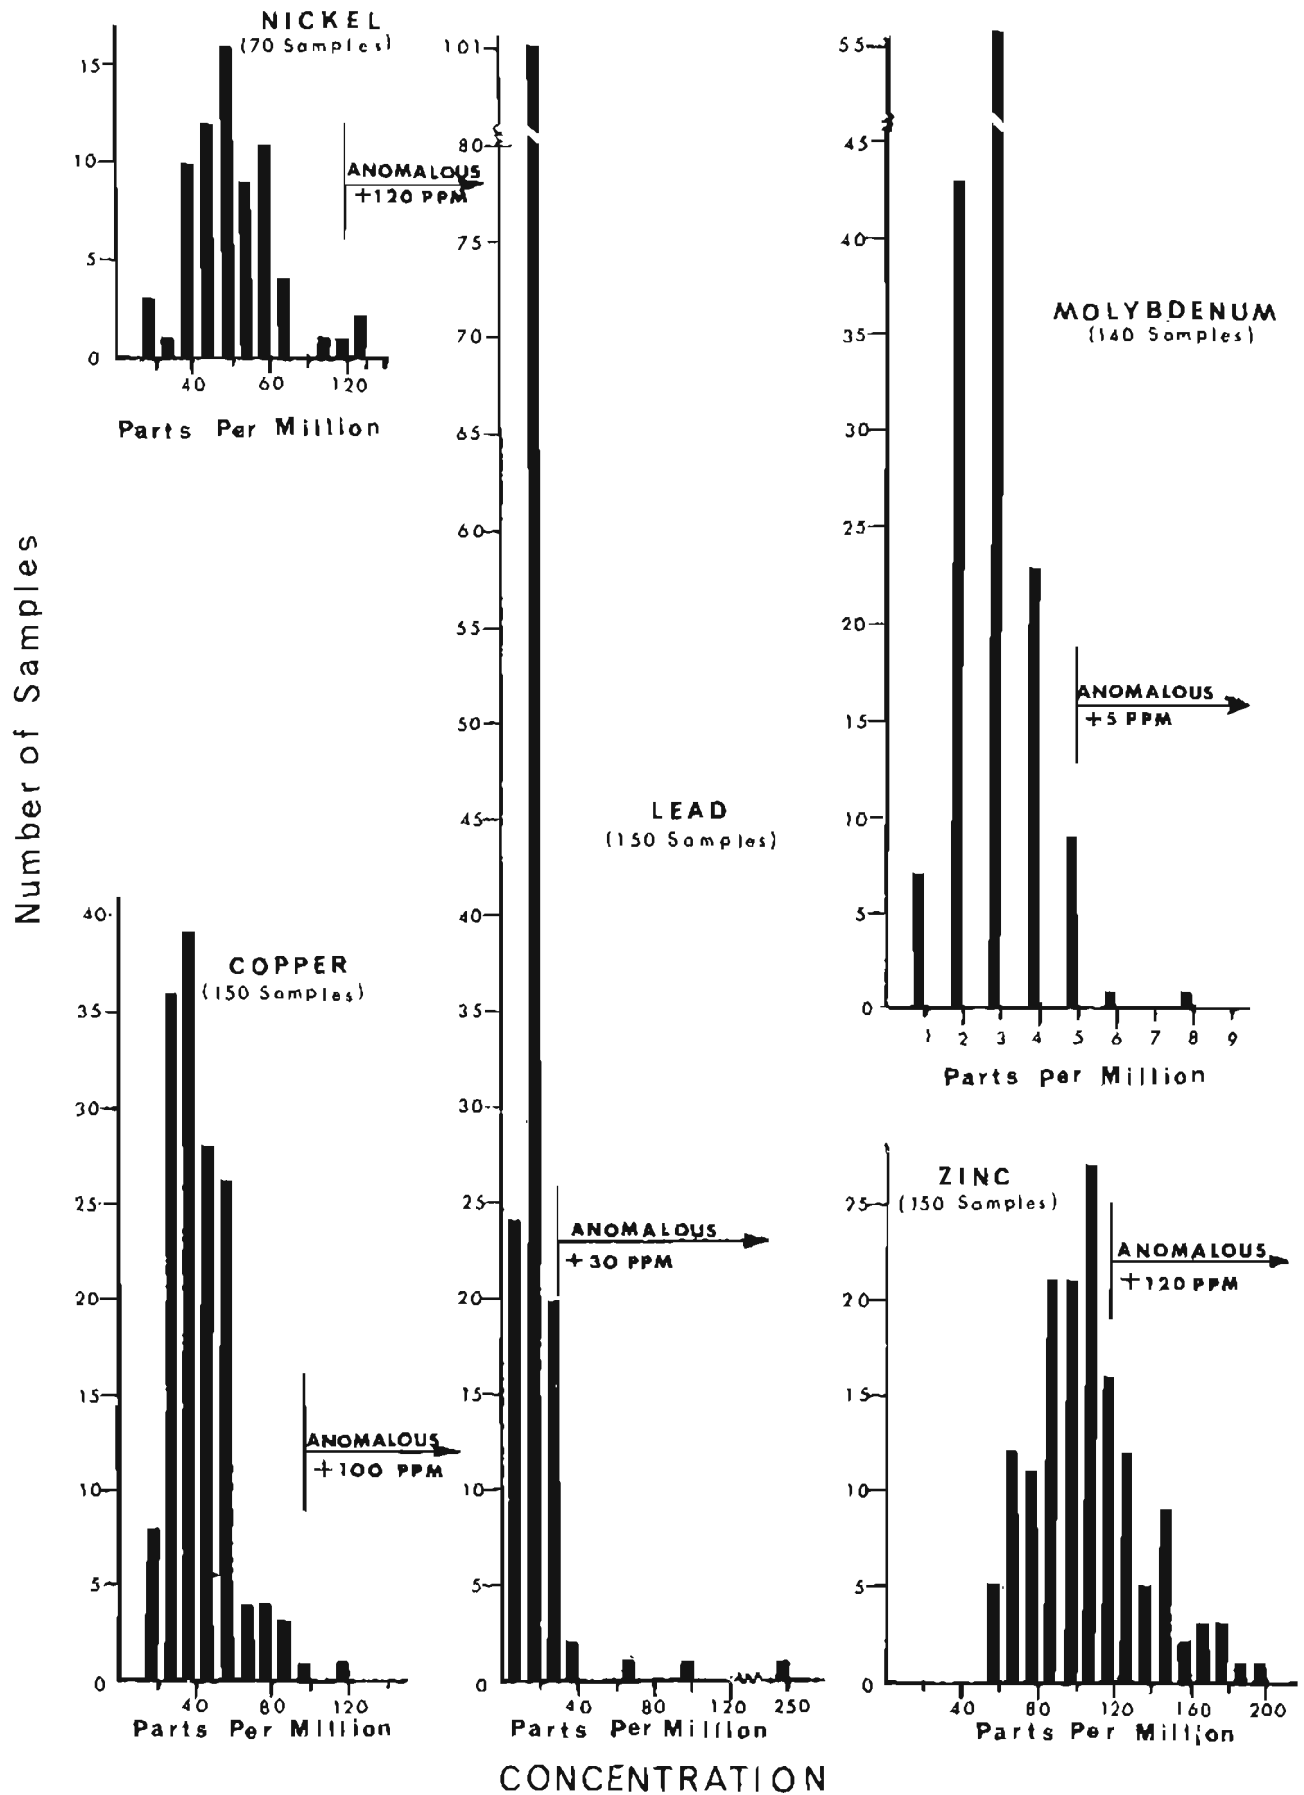 NICKEL
(70 Samples)
15
10
5
0
ANOMALOUS
+120 PPM
40 60 120
Parts Per Million
101
80
75
70
65
60
55
50
45
40
35
30
25
20
15
10
5
0
LEAD
(150 Samples)
ANOMALOUS
+30 PPM
40 80 120 250
Parts Per Million
55
45
40
35
30
25
20
15
10
5
0
MOLYBDENUM
(140 Samples)
ANOMALOUS
+5 PPM
1 2 3 4 5 6 7 8 9
Parts per Million
Number of Samples
40
35
30
25
20
15
10
5
0
COPPER
(150 Samples)
ANOMALOUS
+100 PPM
40 80 120
Parts Per Million
25
20
15
10
5
0
ZINC
(150 Samples)
ANOMALOUS
+120 PPM
40 80 120 160 200
Parts Per Million
CONCENTRATION